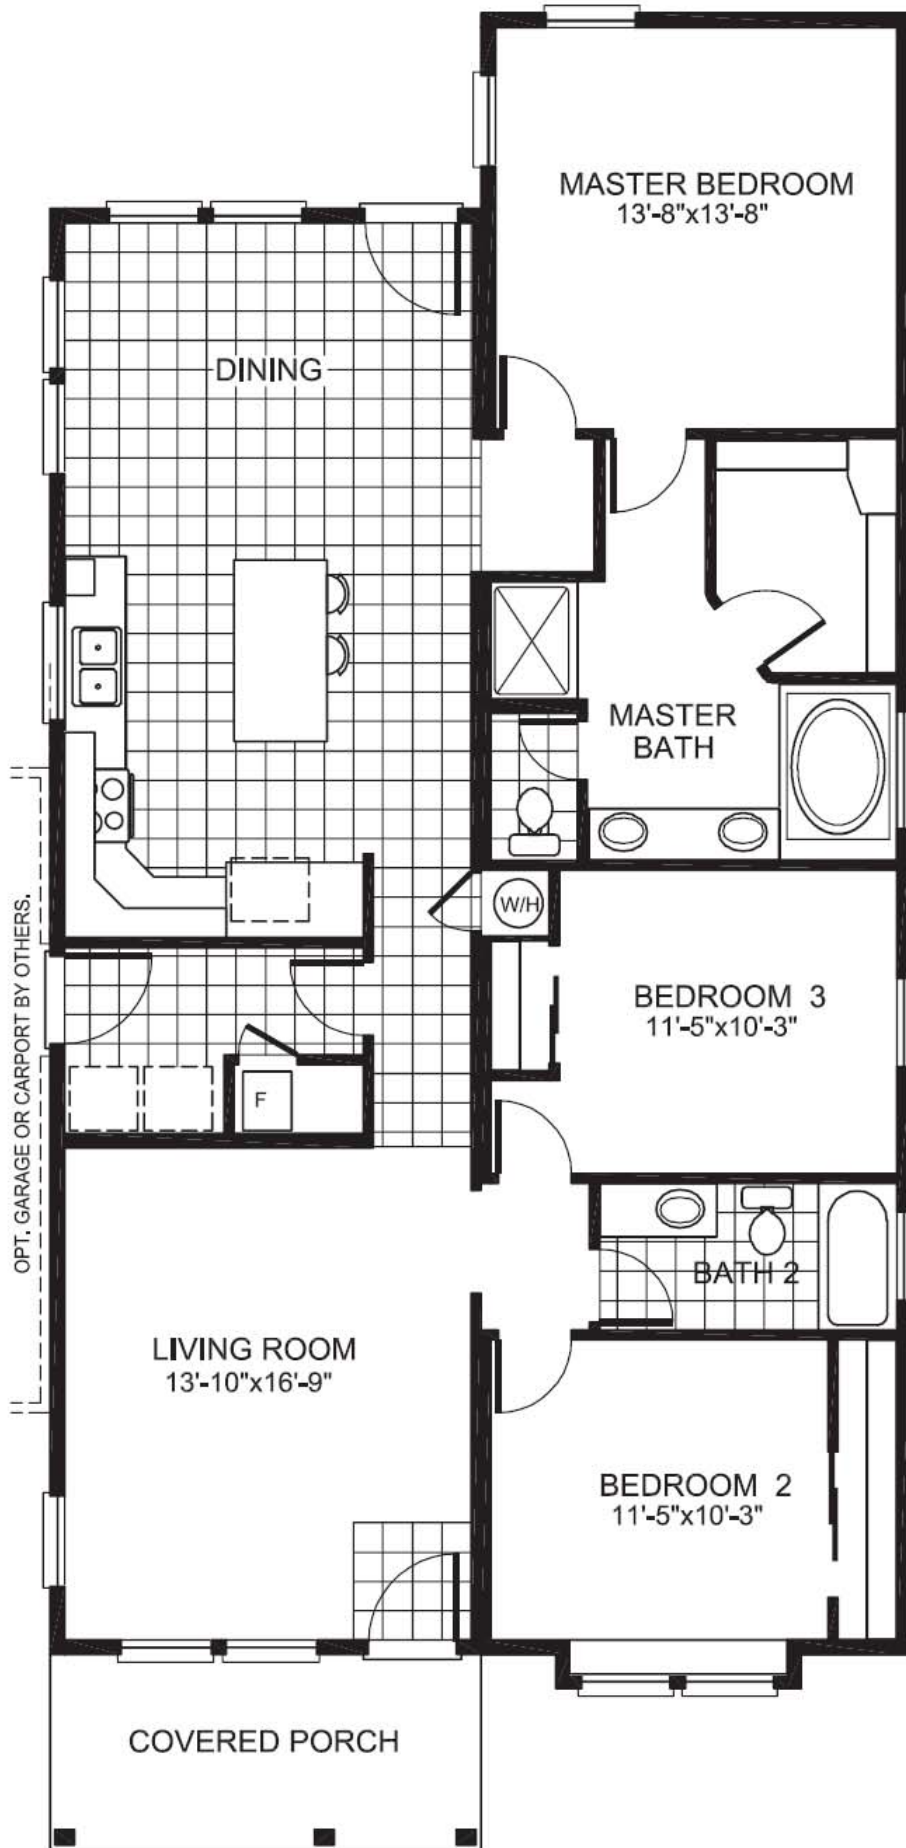 MASTER BEDROOM
13'-8"x13'-8"
DINING
MASTER
BATH
W/H
BEDROOM 3
11'-5"x10'-3"
OPT. GARAGE OR CARPORT BY OTHERS.
F
BATH 2
LIVING ROOM
13'-10"x16'-9"
BEDROOM 2
11'-5"x10'-3"
COVERED PORCH